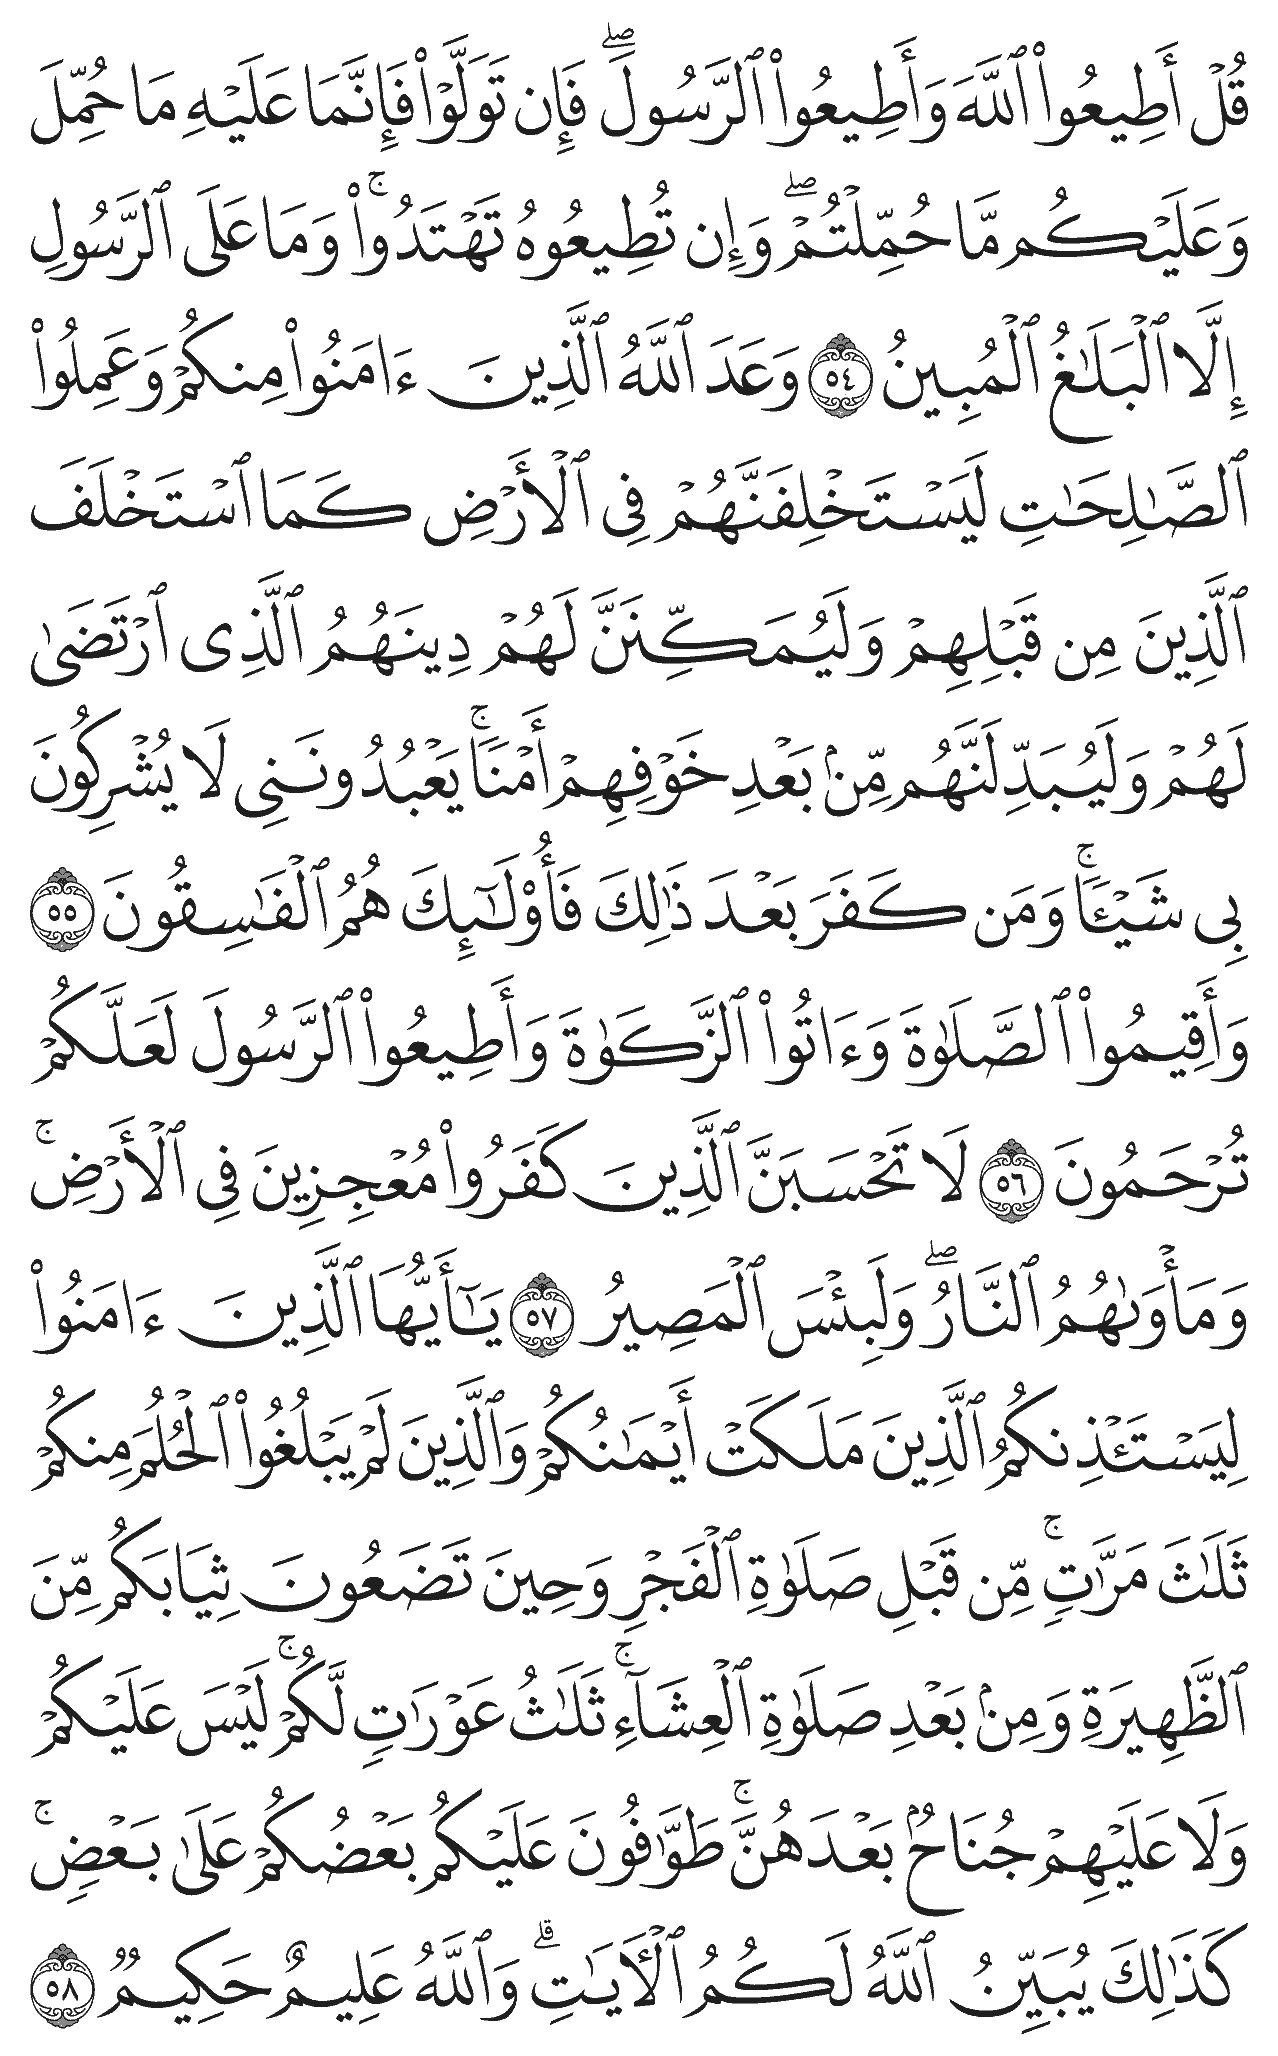 قُلْ أَطِيعُوا۟ ٱللَّهَ وَأَطِيعُوا۟ ٱلرَّسُولَ ۖ فَإِن تَوَلَّوْا۟ فَإِنَّمَا عَلَيْهِ مَا حُمِّلَ
وَعَلَيْكُم مَّا حُمِّلْتُمْ ۖ وَإِن تُطِيعُوهُ تَهْتَدُوا۟ ۚ وَمَا عَلَى ٱلرَّسُولِ
إِلَّا ٱلْبَلَـٰغُ ٱلْمُبِينُ ٥٤ وَعَدَ ٱللَّهُ ٱلَّذِينَ ءَامَنُوا۟ مِنكُمْ وَعَمِلُوا۟
ٱلصَّـٰلِحَـٰتِ لَيَسْتَخْلِفَنَّهُمْ فِى ٱلْأَرْضِ كَمَا ٱسْتَخْلَفَ
ٱلَّذِينَ مِن قَبْلِهِمْ وَلَيُمَكِّنَنَّ لَهُمْ دِينَهُمُ ٱلَّذِى ٱرْتَضَىٰ
لَهُمْ وَلَيُبَدِّلَنَّهُم مِّنۢ بَعْدِ خَوْفِهِمْ أَمْنًا ۚ يَعْبُدُونَنِى لَا يُشْرِكُونَ
بِى شَيْـًٔا ۚ وَمَن كَفَرَ بَعْدَ ذَٰلِكَ فَأُو۟لَـٰٓئِكَ هُمُ ٱلْفَـٰسِقُونَ ٥٥
وَأَقِيمُوا۟ ٱلصَّلَوٰةَ وَءَاتُوا۟ ٱلزَّكَوٰةَ وَأَطِيعُوا۟ ٱلرَّسُولَ لَعَلَّكُمْ
تُرْحَمُونَ ٥٦ لَا تَحْسَبَنَّ ٱلَّذِينَ كَفَرُوا۟ مُعْجِزِينَ فِى ٱلْأَرْضِ ۚ
وَمَأْوَىٰهُمُ ٱلنَّارُ ۖ وَلَبِئْسَ ٱلْمَصِيرُ ٥٧ يَـٰٓأَيُّهَا ٱلَّذِينَ ءَامَنُوا۟
لِيَسْتَـْٔذِنكُمُ ٱلَّذِينَ مَلَكَتْ أَيْمَـٰنُكُمْ وَٱلَّذِينَ لَمْ يَبْلُغُوا۟ ٱلْحُلُمَ مِنكُمْ
ثَلَـٰثَ مَرَّٰتٍ ۚ مِّن قَبْلِ صَلَوٰةِ ٱلْفَجْرِ وَحِينَ تَضَعُونَ ثِيَابَكُم مِّنَ
ٱلظَّهِيرَةِ وَمِنۢ بَعْدِ صَلَوٰةِ ٱلْعِشَآءِ ۚ ثَلَـٰثُ عَوْرَٰتٍ لَّكُمْ ۚ لَيْسَ عَلَيْكُمْ
وَلَا عَلَيْهِمْ جُنَاحٌۢ بَعْدَهُنَّ ۚ طَوَّٰفُونَ عَلَيْكُم بَعْضُكُمْ عَلَىٰ بَعْضٍ ۚ
كَذَٰلِكَ يُبَيِّنُ ٱللَّهُ لَكُمُ ٱلْـَٔايَـٰتِ ۗ وَٱللَّهُ عَلِيمٌ حَكِيمٌ ٥٨